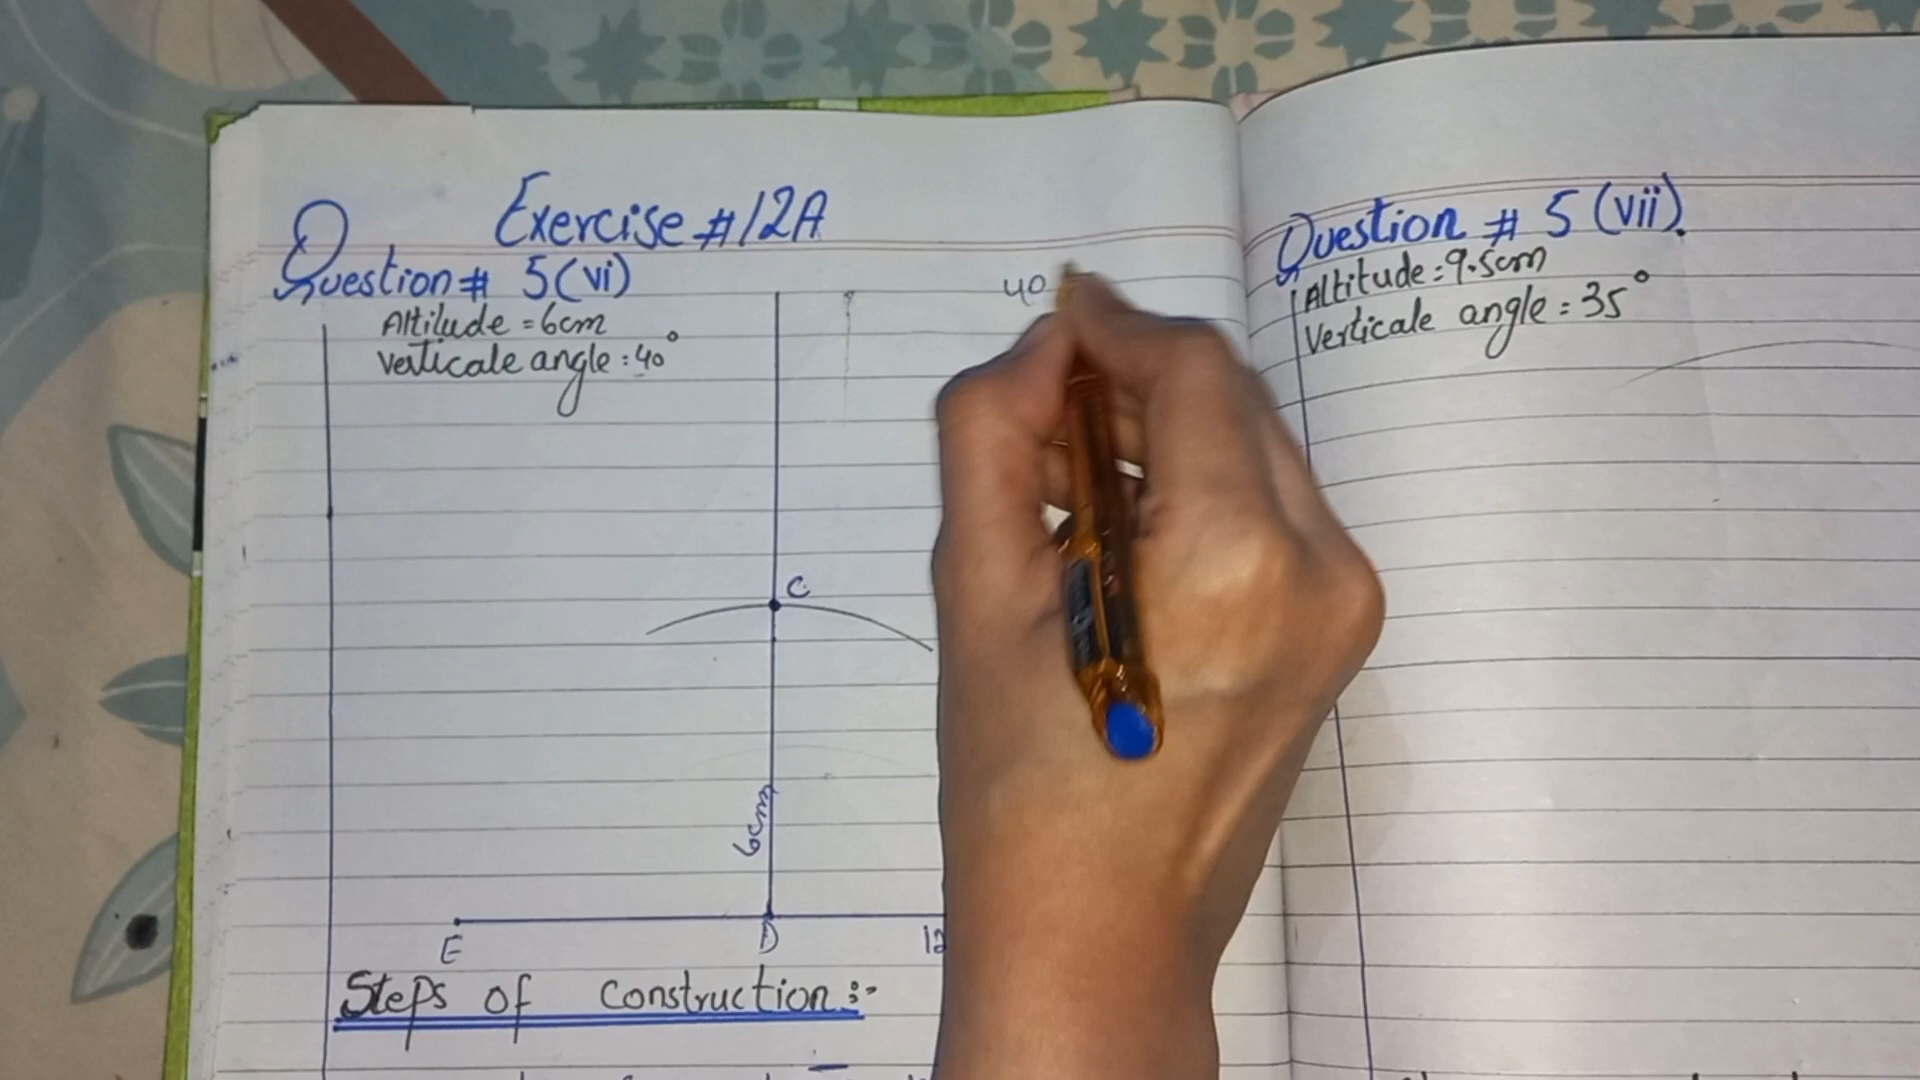 Exercise #12A
Question # 5(vi)
Altilude = 6cm
Verticale angle : 40°
40
C
6cm
E
D
12
Steps of construction :-
Question # 5 (vii).
Altitude : 9.5cm
Verticale angle : 35°